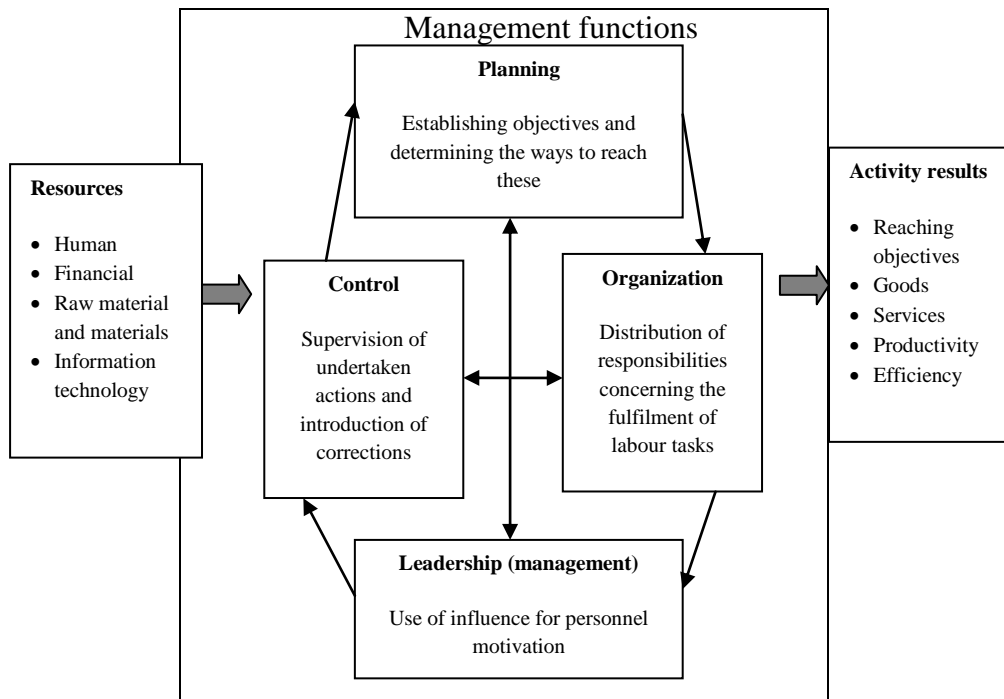 Management functions
Planning
Establishing objectives and
determining the ways to reach
these
Resources
• Human
• Financial
• Raw material
and materials
• Information
technology
Control
Supervision of
undertaken
actions and
introduction of
corrections
Organization
Distribution of
responsibilities
concerning the
fulfilment of
labour tasks
Activity results
• Reaching
objectives
• Goods
• Services
• Productivity
• Efficiency
Leadership (management)
Use of influence for personnel
motivation